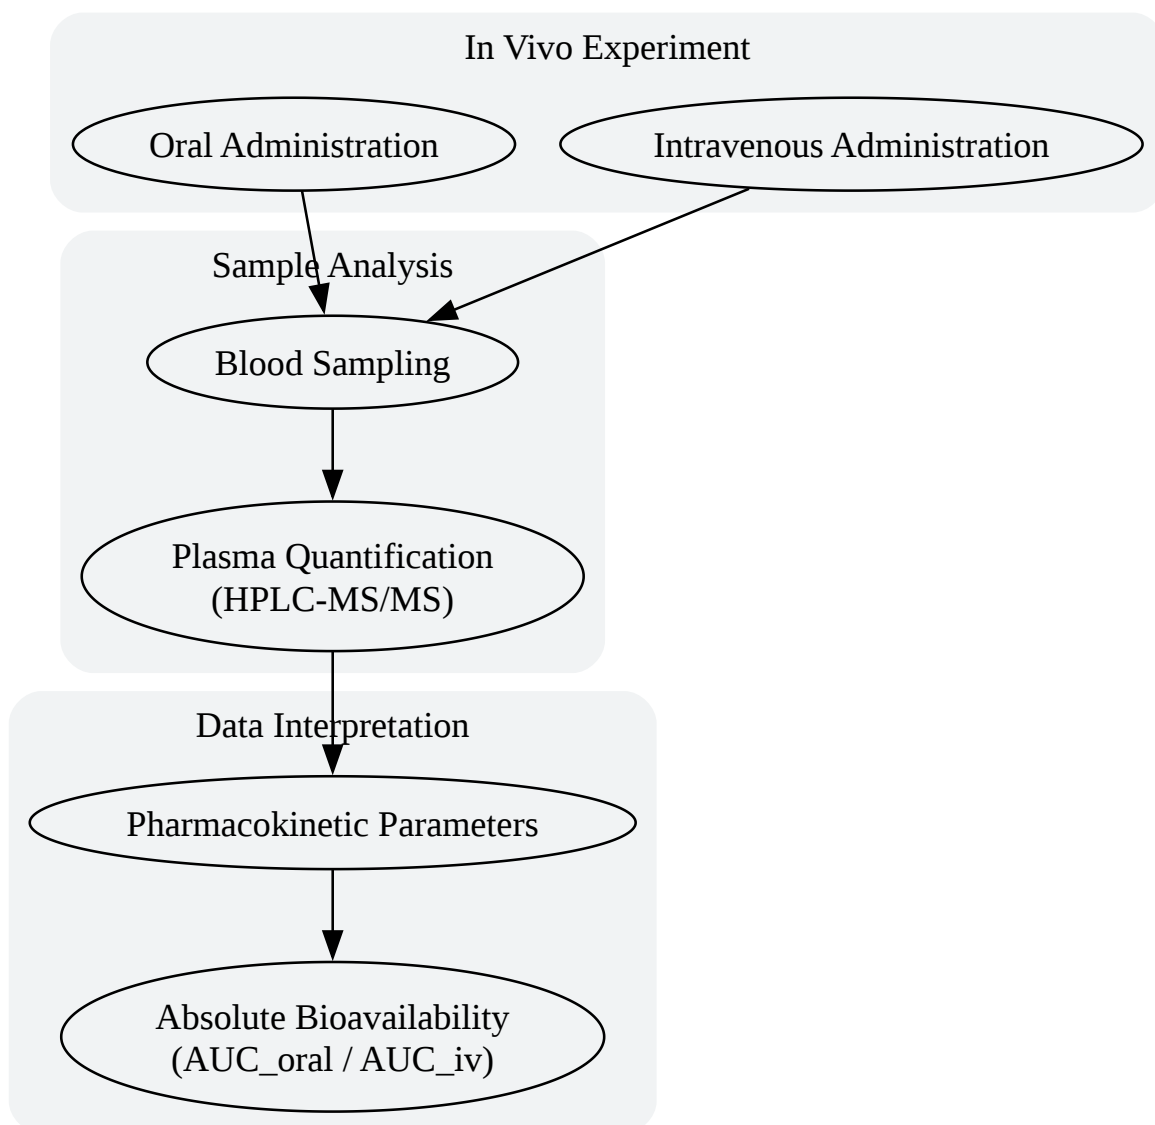 In Vivo Experiment
Oral Administration
Intravenous Administration
Sample Analysis
Blood Sampling
Plasma Quantification
(HPLC-MS/MS)
Data Interpretation
Pharmacokinetic Parameters
Absolute Bioavailability
(AUC_oral / AUC_iv)